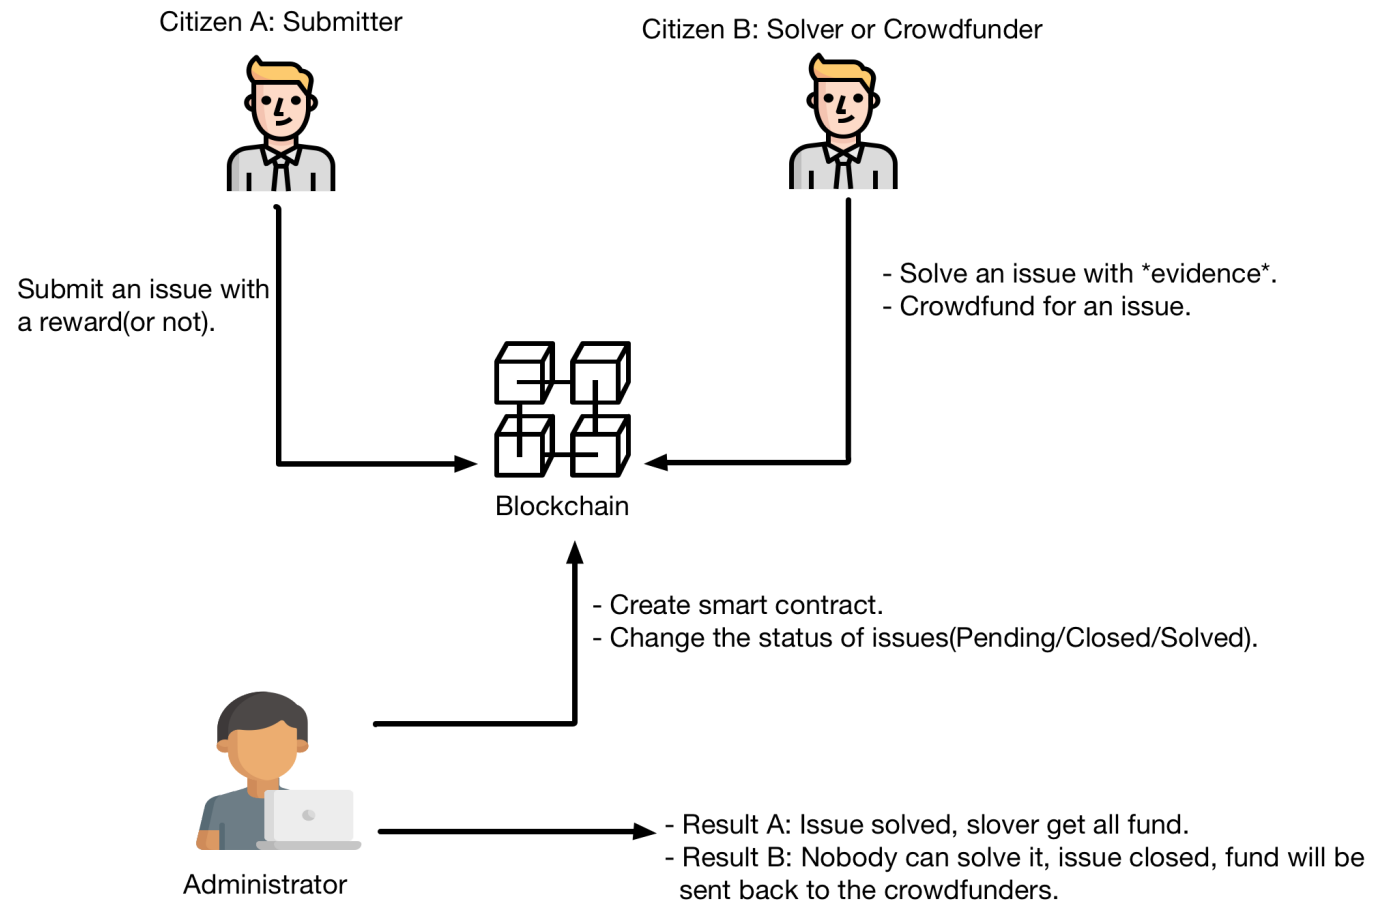 Citizen A: Submitter
Citizen B: Solver or Crowdfunder
Submit an issue with
a reward(or not).
- Solve an issue with *evidence*.
- Crowdfund for an issue.
Blockchain
- Create smart contract.
- Change the status of issues(Pending/Closed/Solved).
Administrator
- Result A: Issue solved, slover get all fund.
- Result B: Nobody can solve it, issue closed, fund will be
sent back to the crowdfunders.